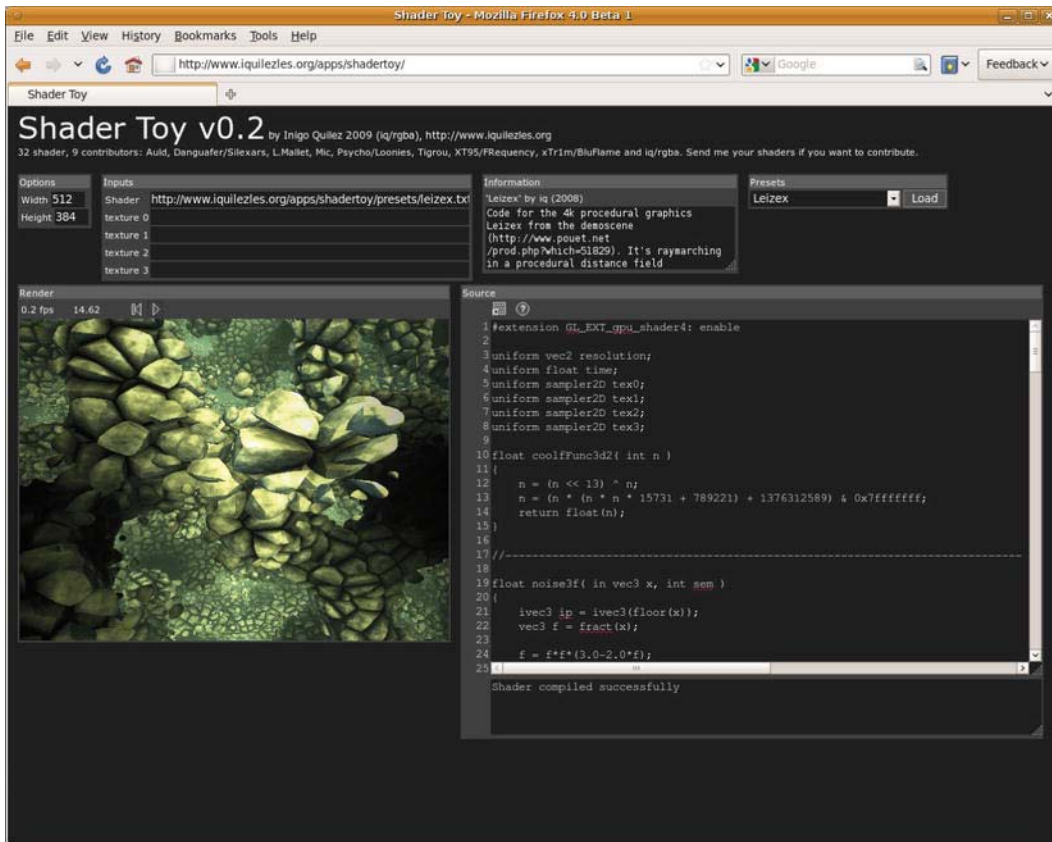 Shader Toy - Mozilla Firefox 4.0 Beta 1
File Edit View History Bookmarks Tools Help
http://www.iquilezles.org/apps/shadertoy/
Google
Feedback
Shader Toy
Shader Toy v0.2 by Inigo Quilez 2009 (iq/rgba), http://www.iquilezles.org
32 shader, 9 contributors: Auld, Danguafer/Silexars, L.Mallet, Mic, Psycho/Loonies, Tigrou, XT95/FRequency, xTr1m/BluFlame and iq/rgba. Send me your shaders if you want to contribute.
Options
Width 512
Height 384
Inputs
Shader http://www.iquilezles.org/apps/shadertoy/presets/leizex.txt
texture 0
texture 1
texture 2
texture 3
Information
"Leizex" by iq (2008)
Code for the 4k procedural graphics
Leizex from the demoscene
(http://www.pouet.net
/prod.php?which=51829). It's raymarching
in a procedural distance field
Presets
Leizex
Load
Render
0.2 fps 14.62
Source
1 #extension GL_EXT_gpu_shader4: enable
2
3 uniform vec2 resolution;
4 uniform float time;
5 uniform sampler2D tex0;
6 uniform sampler2D tex1;
7 uniform sampler2D tex2;
8 uniform sampler2D tex3;
9
10 float coolfFunc3d2( int n )
11 {
12 n = (n << 13) ^ n;
13 n = (n * (n * n * 15731 + 789221) + 1376312589) & 0x7fffffff;
14 return float(n);
15 }
16
17 //------------------------------------------------------------------------------
18
19 float noise3f( in vec3 x, int sem )
20 {
21 ivec3 ip = ivec3(floor(x));
22 vec3 f = fract(x);
23
24 f = f*f*(3.0-2.0*f);
25
Shader compiled successfully